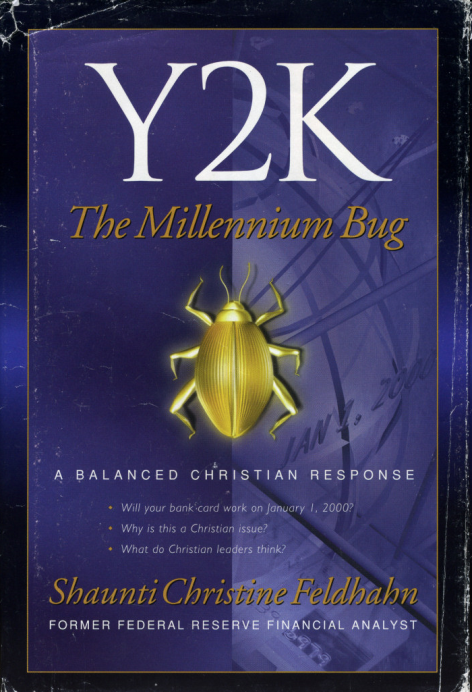 Y2K
The Millennium Bug
JAN 1, 2000
A BALANCED CHRISTIAN RESPONSE
• Will your bank card work on January 1, 2000?
• Why is this a Christian issue?
• What do Christian leaders think?
Shaunti Christine Feldhahn
FORMER FEDERAL RESERVE FINANCIAL ANALYST